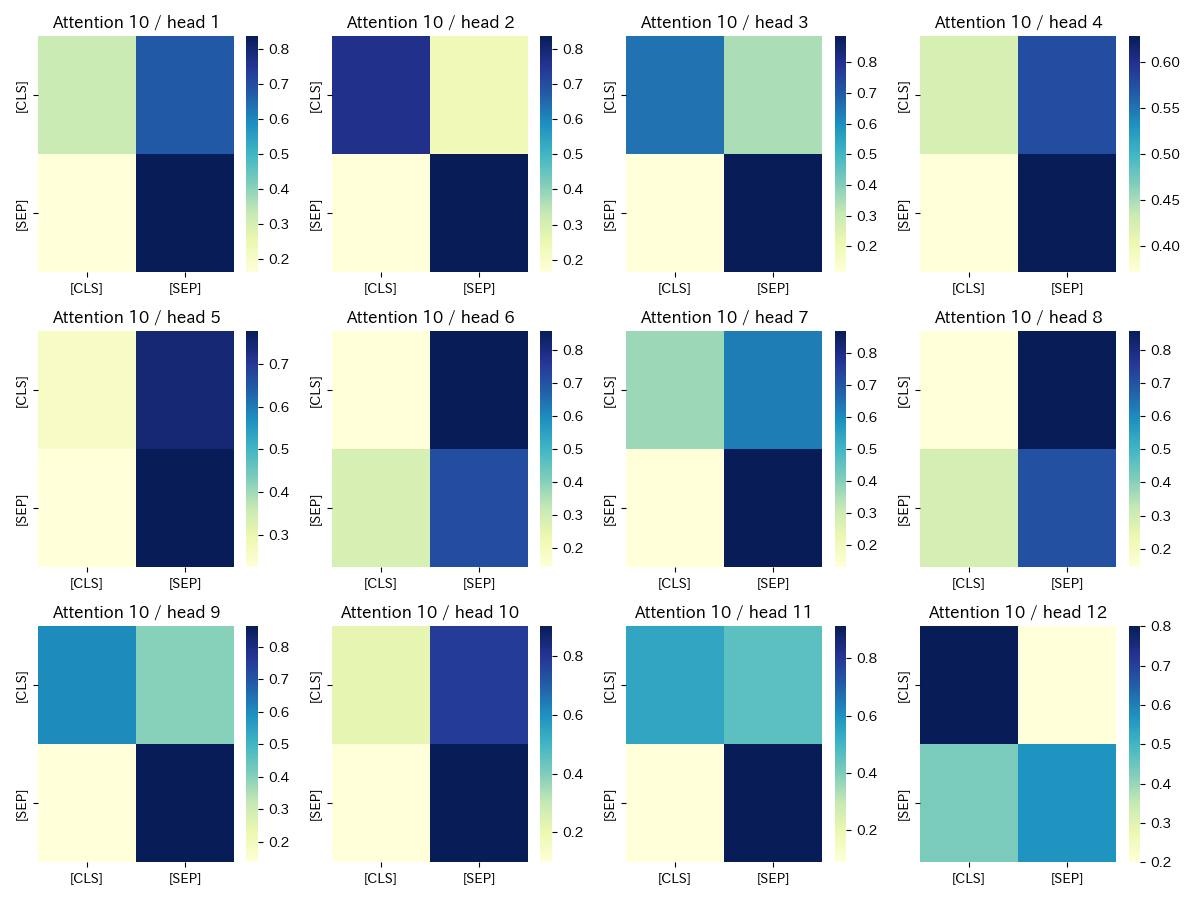 Attention 10 / head 1
0.8
0.7
0.6
0.5
0.4
0.3
0.2
[CLS]
[SEP]
[CLS] [SEP]
Attention 10 / head 2
0.8
0.7
0.6
0.5
0.4
0.3
0.2
[CLS]
[SEP]
[CLS] [SEP]
Attention 10 / head 3
0.8
0.7
0.6
0.5
0.4
0.3
0.2
[CLS]
[SEP]
[CLS] [SEP]
Attention 10 / head 4
0.60
0.55
0.50
0.45
0.40
[CLS]
[SEP]
[CLS] [SEP]
Attention 10 / head 5
0.7
0.6
0.5
0.4
0.3
[CLS]
[SEP]
[CLS] [SEP]
Attention 10 / head 6
0.8
0.7
0.6
0.5
0.4
0.3
0.2
[CLS]
[SEP]
[CLS] [SEP]
Attention 10 / head 7
0.8
0.7
0.6
0.5
0.4
0.3
0.2
[CLS]
[SEP]
[CLS] [SEP]
Attention 10 / head 8
0.8
0.7
0.6
0.5
0.4
0.3
0.2
[CLS]
[SEP]
[CLS] [SEP]
Attention 10 / head 9
0.8
0.7
0.6
0.5
0.4
0.3
0.2
[CLS]
[SEP]
[CLS] [SEP]
Attention 10 / head 10
0.8
0.6
0.4
0.2
[CLS]
[SEP]
[CLS] [SEP]
Attention 10 / head 11
0.8
0.6
0.4
0.2
[CLS]
[SEP]
[CLS] [SEP]
Attention 10 / head 12
0.8
0.7
0.6
0.5
0.4
0.3
0.2
[CLS]
[SEP]
[CLS] [SEP]